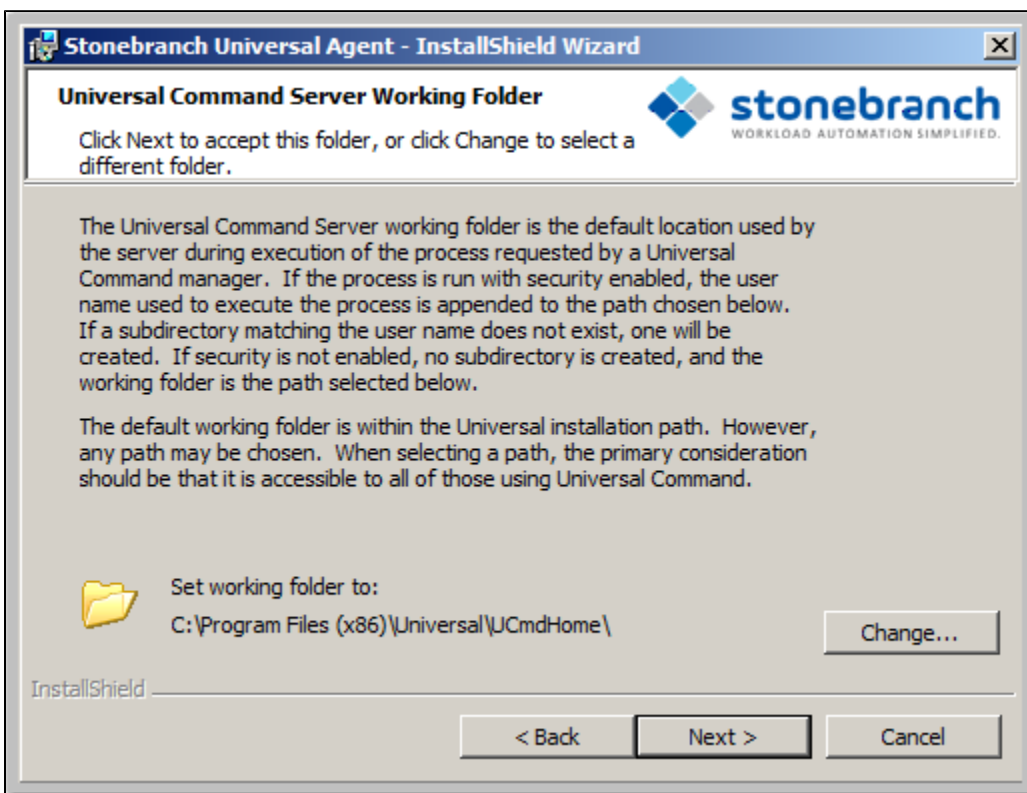 Stonebranch Universal Agent - InstallShield Wizard
Universal Command Server Working Folder
Click Next to accept this folder, or click Change to select a
different folder.
stonebranch
WORKLOAD AUTOMATION SIMPLIFIED.
The Universal Command Server working folder is the default location used by
the server during execution of the process requested by a Universal
Command manager.  If the process is run with security enabled, the user
name used to execute the process is appended to the path chosen below.
If a subdirectory matching the user name does not exist, one will be
created.  If security is not enabled, no subdirectory is created, and the
working folder is the path selected below.
The default working folder is within the Universal installation path.  However,
any path may be chosen.  When selecting a path, the primary consideration
should be that it is accessible to all of those using Universal Command.
Set working folder to:
C:\Program Files (x86)\Universal\UCmdHome\
Change...
InstallShield
< Back
Next >
Cancel